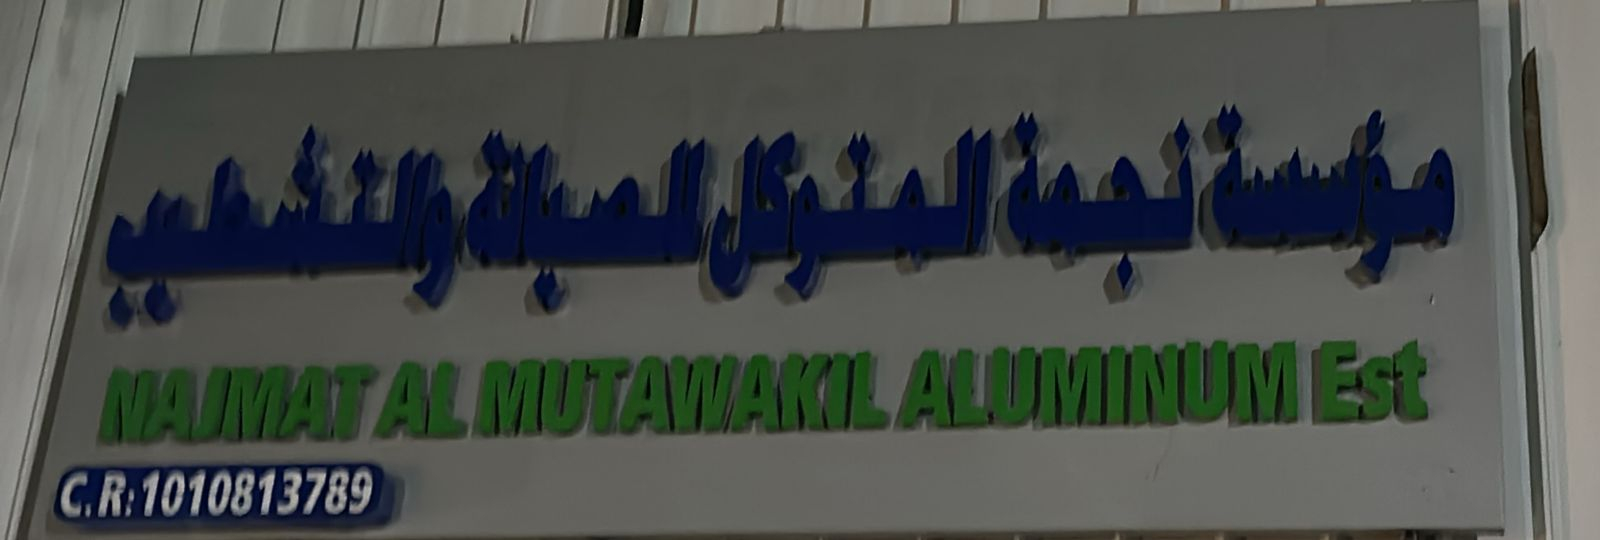 مؤسسة نجمة المتوكل للصيانة والتشطيب
NAJMAT AL MUTAWAKIL ALUMINUM Est
C.R:1010813789